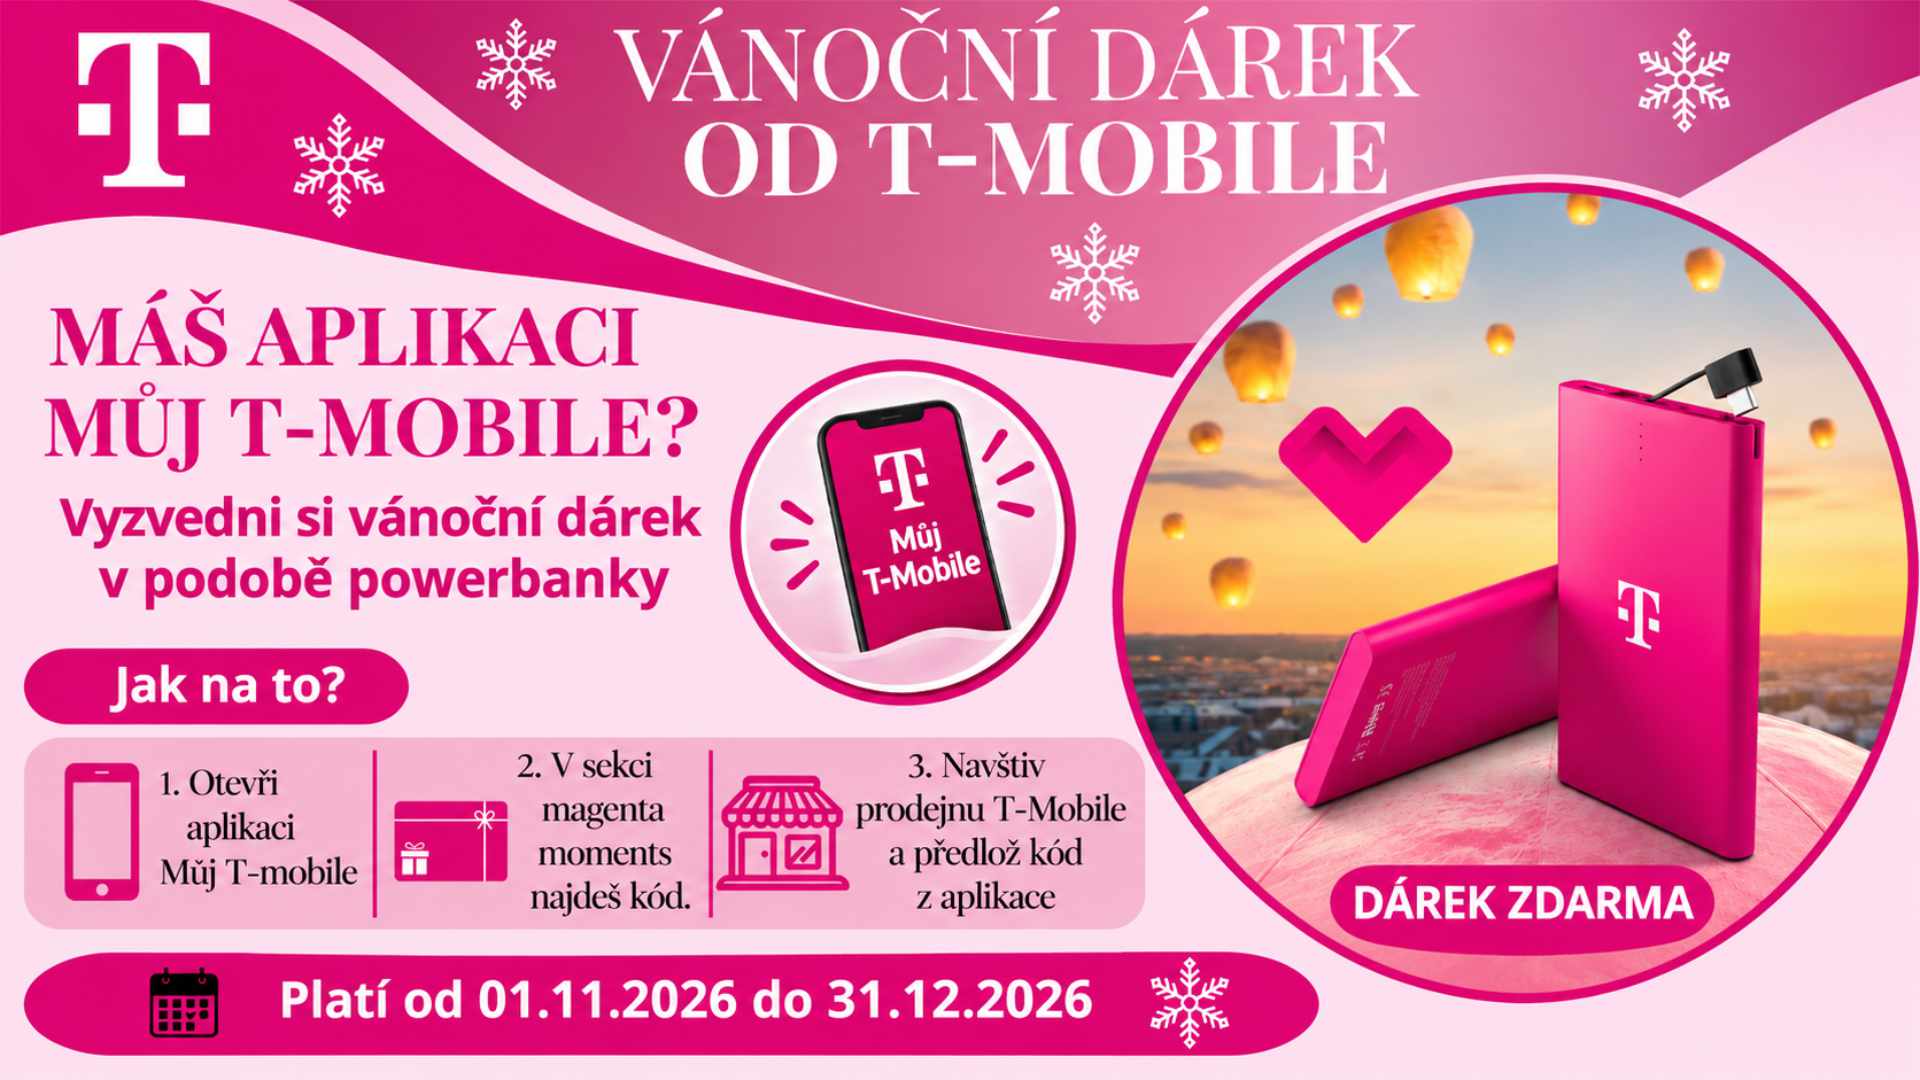 T
VÁNOČNÍ DÁREK
OD T-MOBILE
MÁŠ APLIKACI
MŮJ T-MOBILE?
Vyzvedni si vánoční dárek
v podobě powerbanky
T
Můj
T-Mobile
T
Jak na to?
1. Otevři
aplikaci
Můj T-mobile
2. V sekci
magenta
moments
najdeš kód.
3. Navštiv
prodejnu T-Mobile
a předlož kód
z aplikace
DÁREK ZDARMA
Platí od 01.11.2026 do 31.12.2026